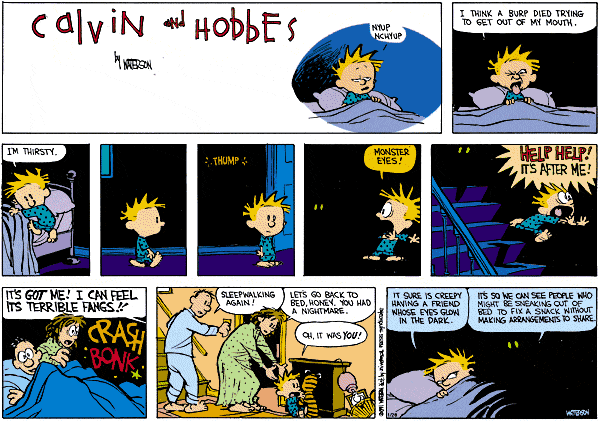 Calvin and Hobbes
by WATTERSON
NYUP
NCHYUP
I THINK A BURP DIED TRYING
TO GET OUT OF MY MOUTH.
I'M THIRSTY.
THUMP
MONSTER
EYES!
HELP HELP!
IT'S AFTER ME!
IT'S GOT ME! I CAN FEEL
ITS TERRIBLE FANGS!!
CRASH
BONK
SLEEPWALKING
AGAIN!
LETS GO BACK TO
BED, HONEY. YOU HAD
A NIGHTMARE.
OH, IT WAS YOU!
IT SURE IS CREEPY
HAVING A FRIEND
WHOSE EYES GLOW
IN THE DARK.
IT'S SO WE CAN SEE PEOPLE WHO
MIGHT BE SNEAKING OUT OF
BED TO FIX A SNACK WITHOUT
MAKING ARRANGEMENTS TO SHARE.
WATTERSON